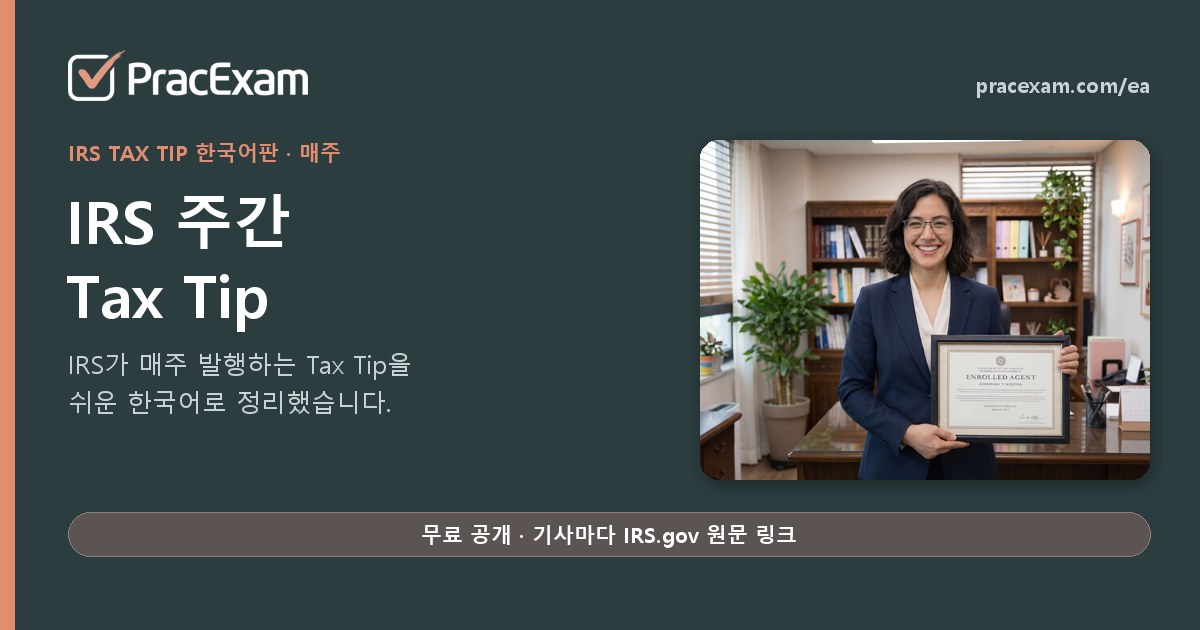 PracExam
pracexam.com/ea
IRS TAX TIP 한국어판 · 매주
IRS 주간
Tax Tip
IRS가 매주 발행하는 Tax Tip을
쉬운 한국어로 정리했습니다.
ENROLLED AGENT
무료 공개 · 기사마다 IRS.gov 원문 링크